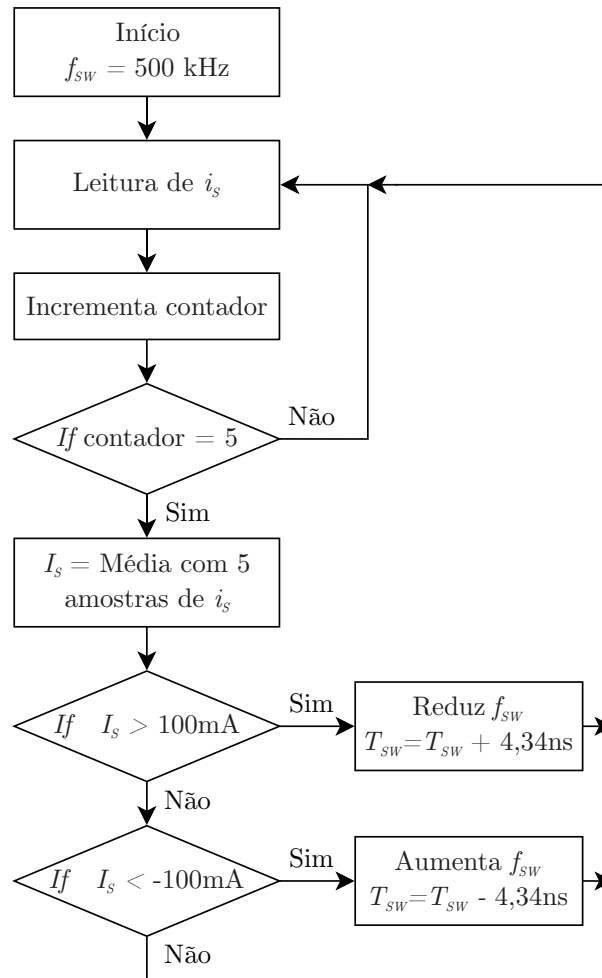 Início
f_SW = 500 kHz
Leitura de i_S
Incrementa contador
If contador = 5
Não
Sim
I_S = Média com 5
amostras de i_S
If I_S > 100mA
Sim
Reduz f_SW
T_SW=T_SW + 4,34ns
Não
If I_S < -100mA
Sim
Aumenta f_SW
T_SW=T_SW - 4,34ns
Não